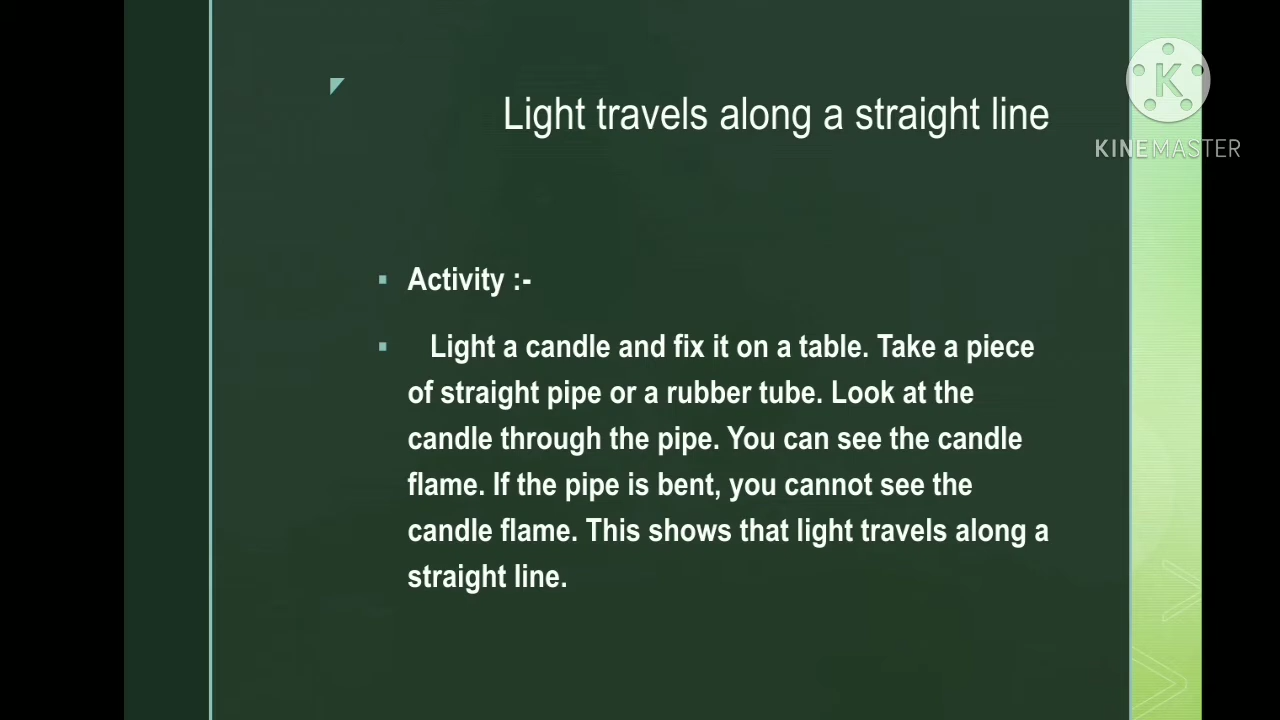 Light travels along a straight line
K
KINEMASTER
Activity :-
Light a candle and fix it on a table. Take a piece
of straight pipe or a rubber tube. Look at the
candle through the pipe. You can see the candle
flame. If the pipe is bent, you cannot see the
candle flame. This shows that light travels along a
straight line.